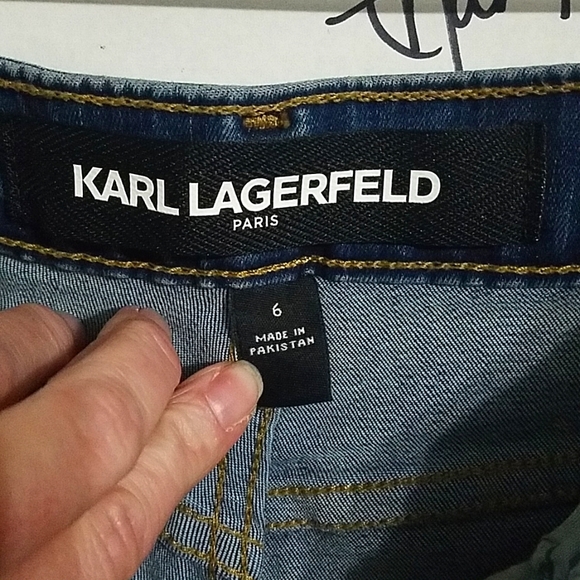 KARL LAGERFELD
PARIS
6
MADE IN
PAKISTAN